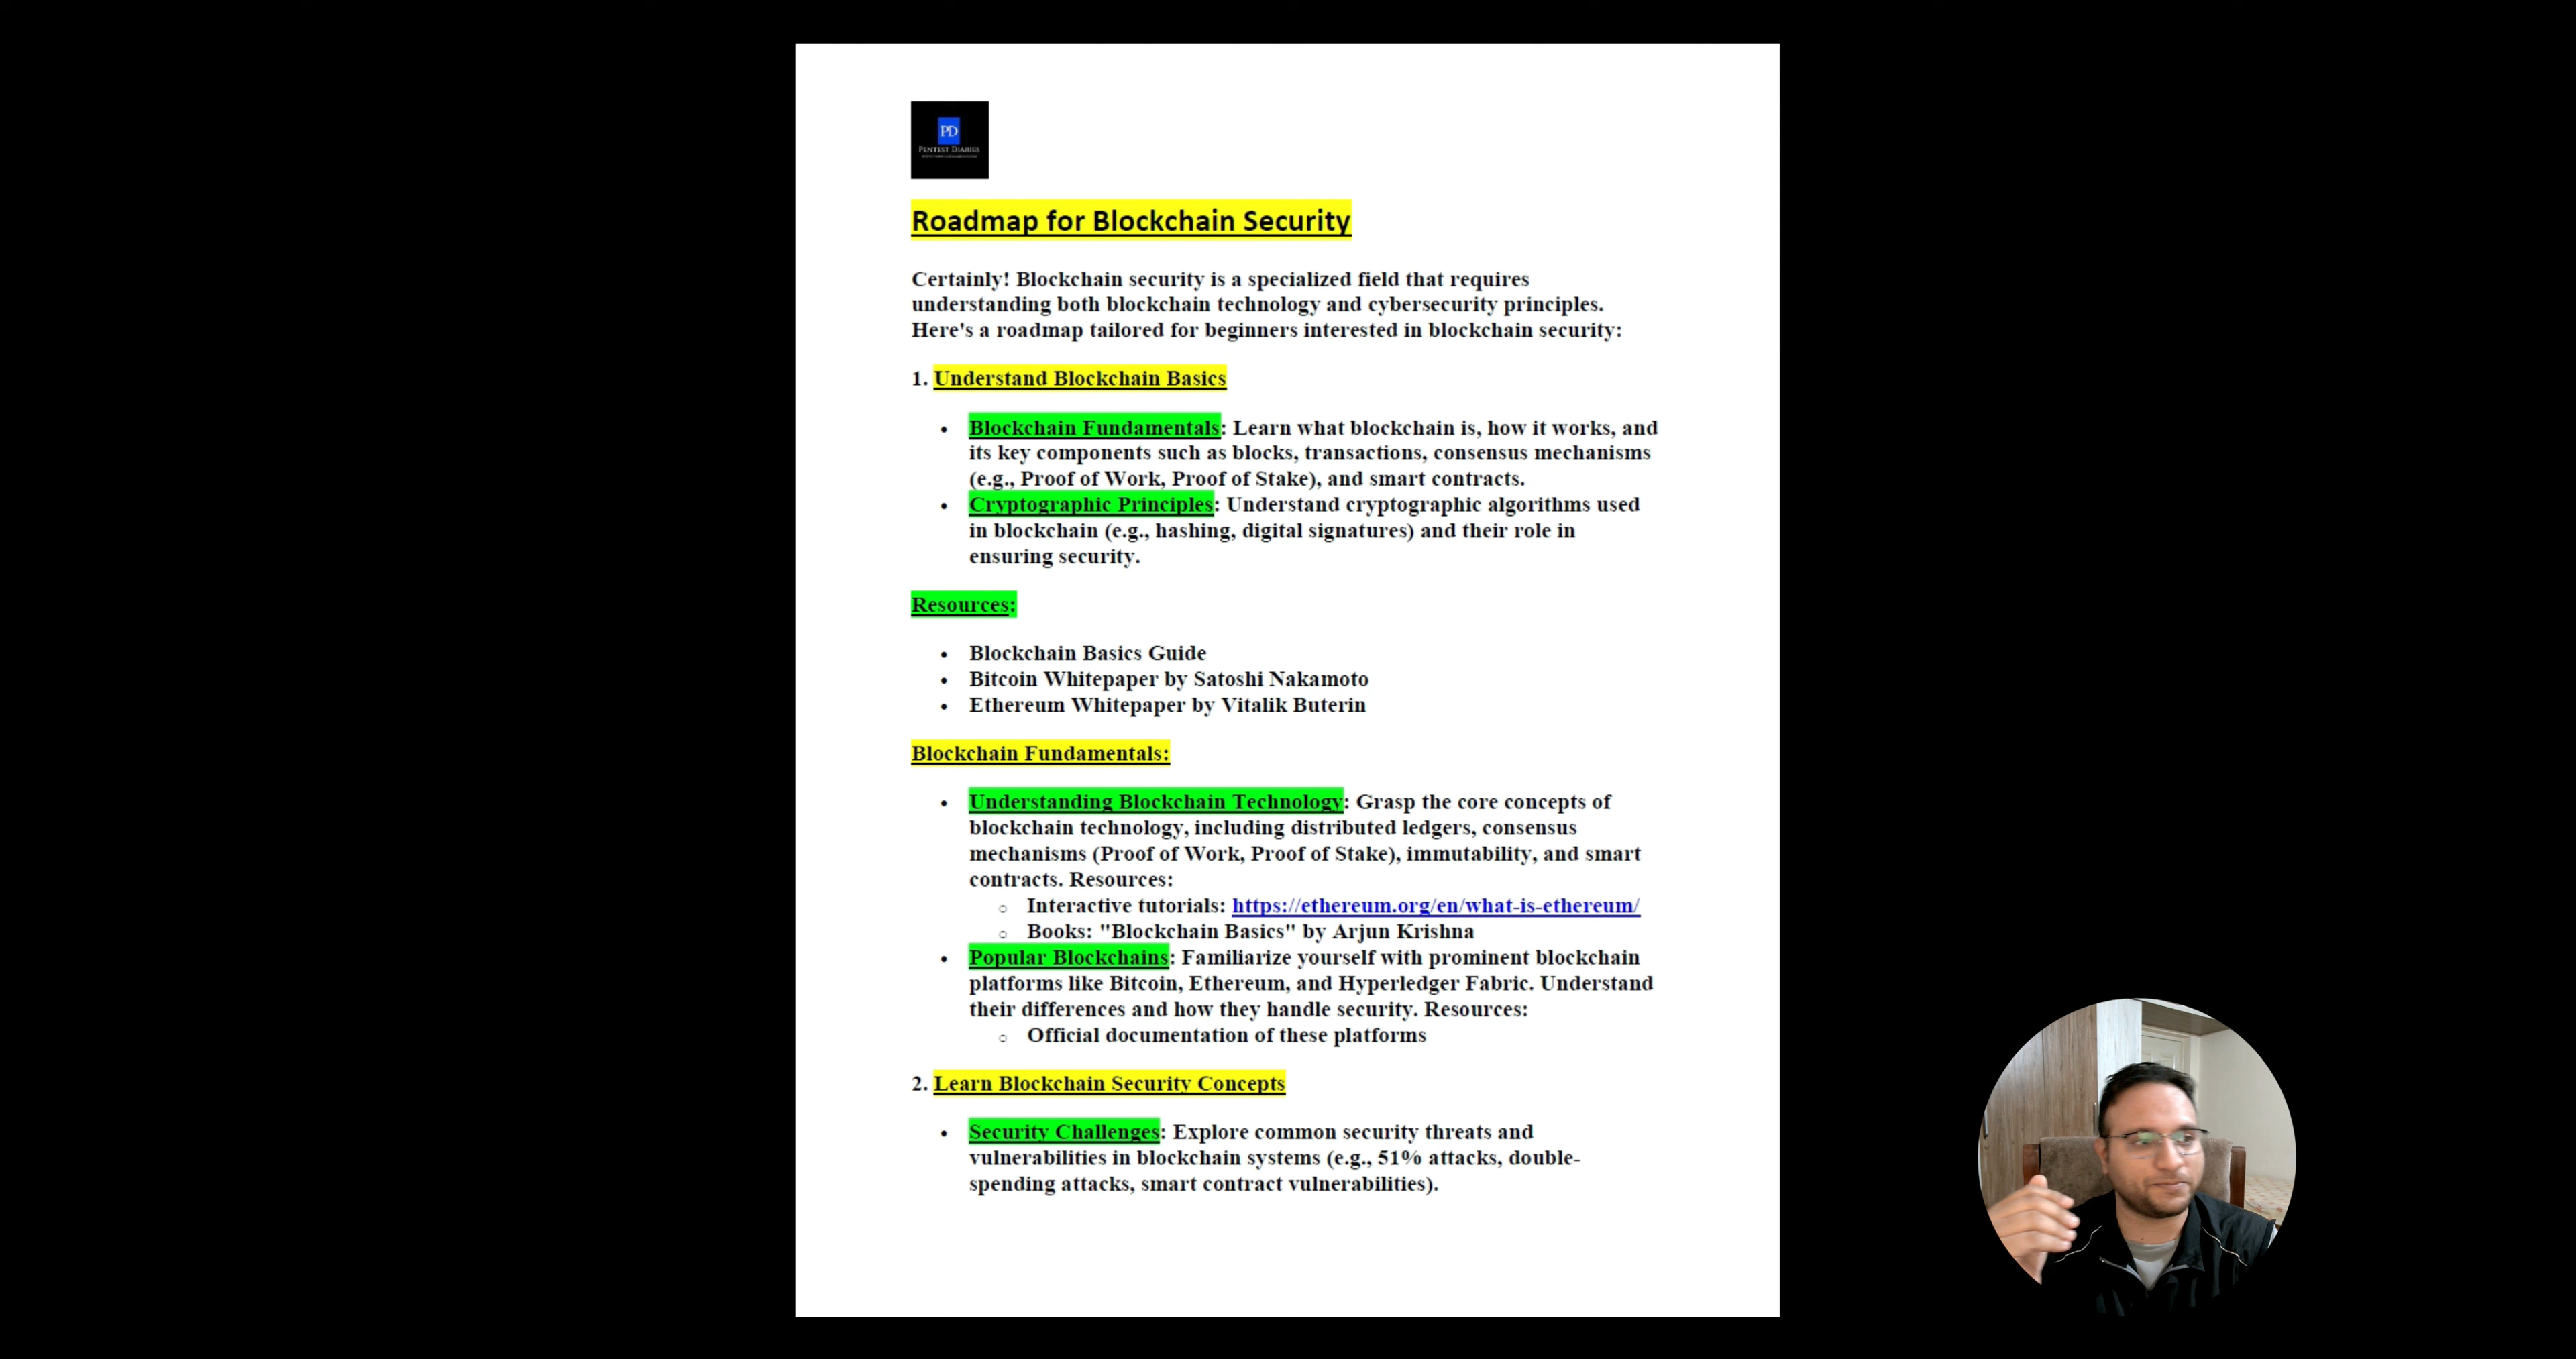 PD
PENTEST DIARIES
Roadmap for Blockchain Security
Certainly! Blockchain security is a specialized field that requires
understanding both blockchain technology and cybersecurity principles.
Here's a roadmap tailored for beginners interested in blockchain security:
1. Understand Blockchain Basics
• Blockchain Fundamentals: Learn what blockchain is, how it works, and
its key components such as blocks, transactions, consensus mechanisms
(e.g., Proof of Work, Proof of Stake), and smart contracts.
• Cryptographic Principles: Understand cryptographic algorithms used
in blockchain (e.g., hashing, digital signatures) and their role in
ensuring security.
Resources:
• Blockchain Basics Guide
• Bitcoin Whitepaper by Satoshi Nakamoto
• Ethereum Whitepaper by Vitalik Buterin
Blockchain Fundamentals:
• Understanding Blockchain Technology: Grasp the core concepts of
blockchain technology, including distributed ledgers, consensus
mechanisms (Proof of Work, Proof of Stake), immutability, and smart
contracts. Resources:
○ Interactive tutorials: https://ethereum.org/en/what-is-ethereum/
○ Books: "Blockchain Basics" by Arjun Krishna
• Popular Blockchains: Familiarize yourself with prominent blockchain
platforms like Bitcoin, Ethereum, and Hyperledger Fabric. Understand
their differences and how they handle security. Resources:
○ Official documentation of these platforms
2. Learn Blockchain Security Concepts
• Security Challenges: Explore common security threats and
vulnerabilities in blockchain systems (e.g., 51% attacks, double-
spending attacks, smart contract vulnerabilities).